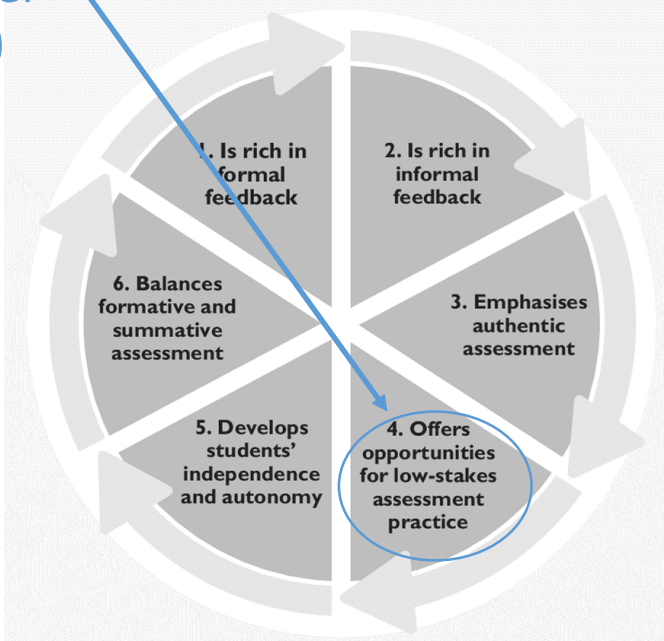 1. Is rich in
formal
feedback
2. Is rich in
informal
feedback
3. Emphasises
authentic
assessment
4. Offers
opportunities
for low-stakes
assessment
practice
5. Develops
students’
independence
and autonomy
6. Balances
formative and
summative
assessment